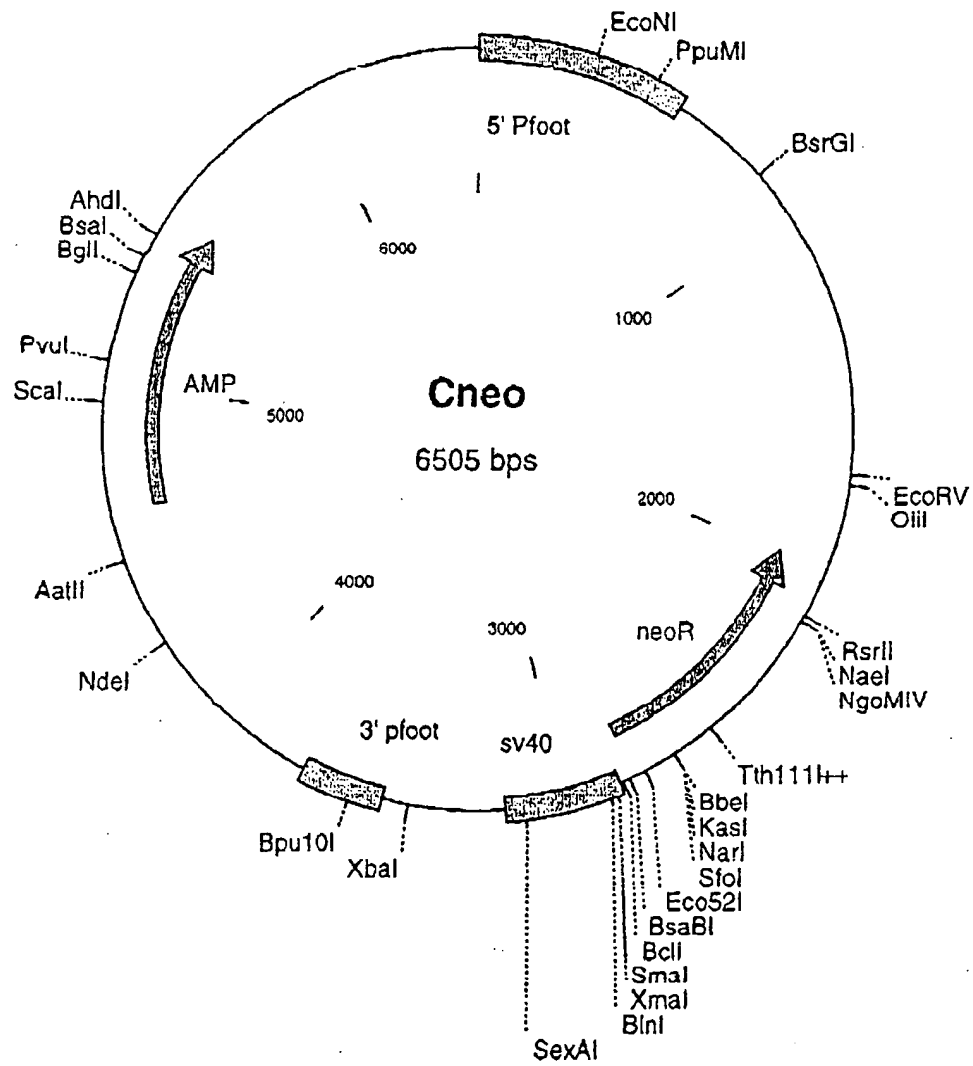 EcoNI
PpuMI
5' Pfoot
BsrGI
AhdI
BsaI
BglI
6000
1000
PvuI
ScaI
AMP
5000
Cneo
6505 bps
2000
EcoRV
OliI
AatII
4000
3000
neoR
NdeI
RsrII
NaeI
NgoMIV
3' pfoot
sv40
Tth111I++
BbeI
KasI
NarI
SfoI
Eco52I
BsaBI
BclI
SmaI
XmaI
BlnI
SexAI
Bpu10I
XbaI